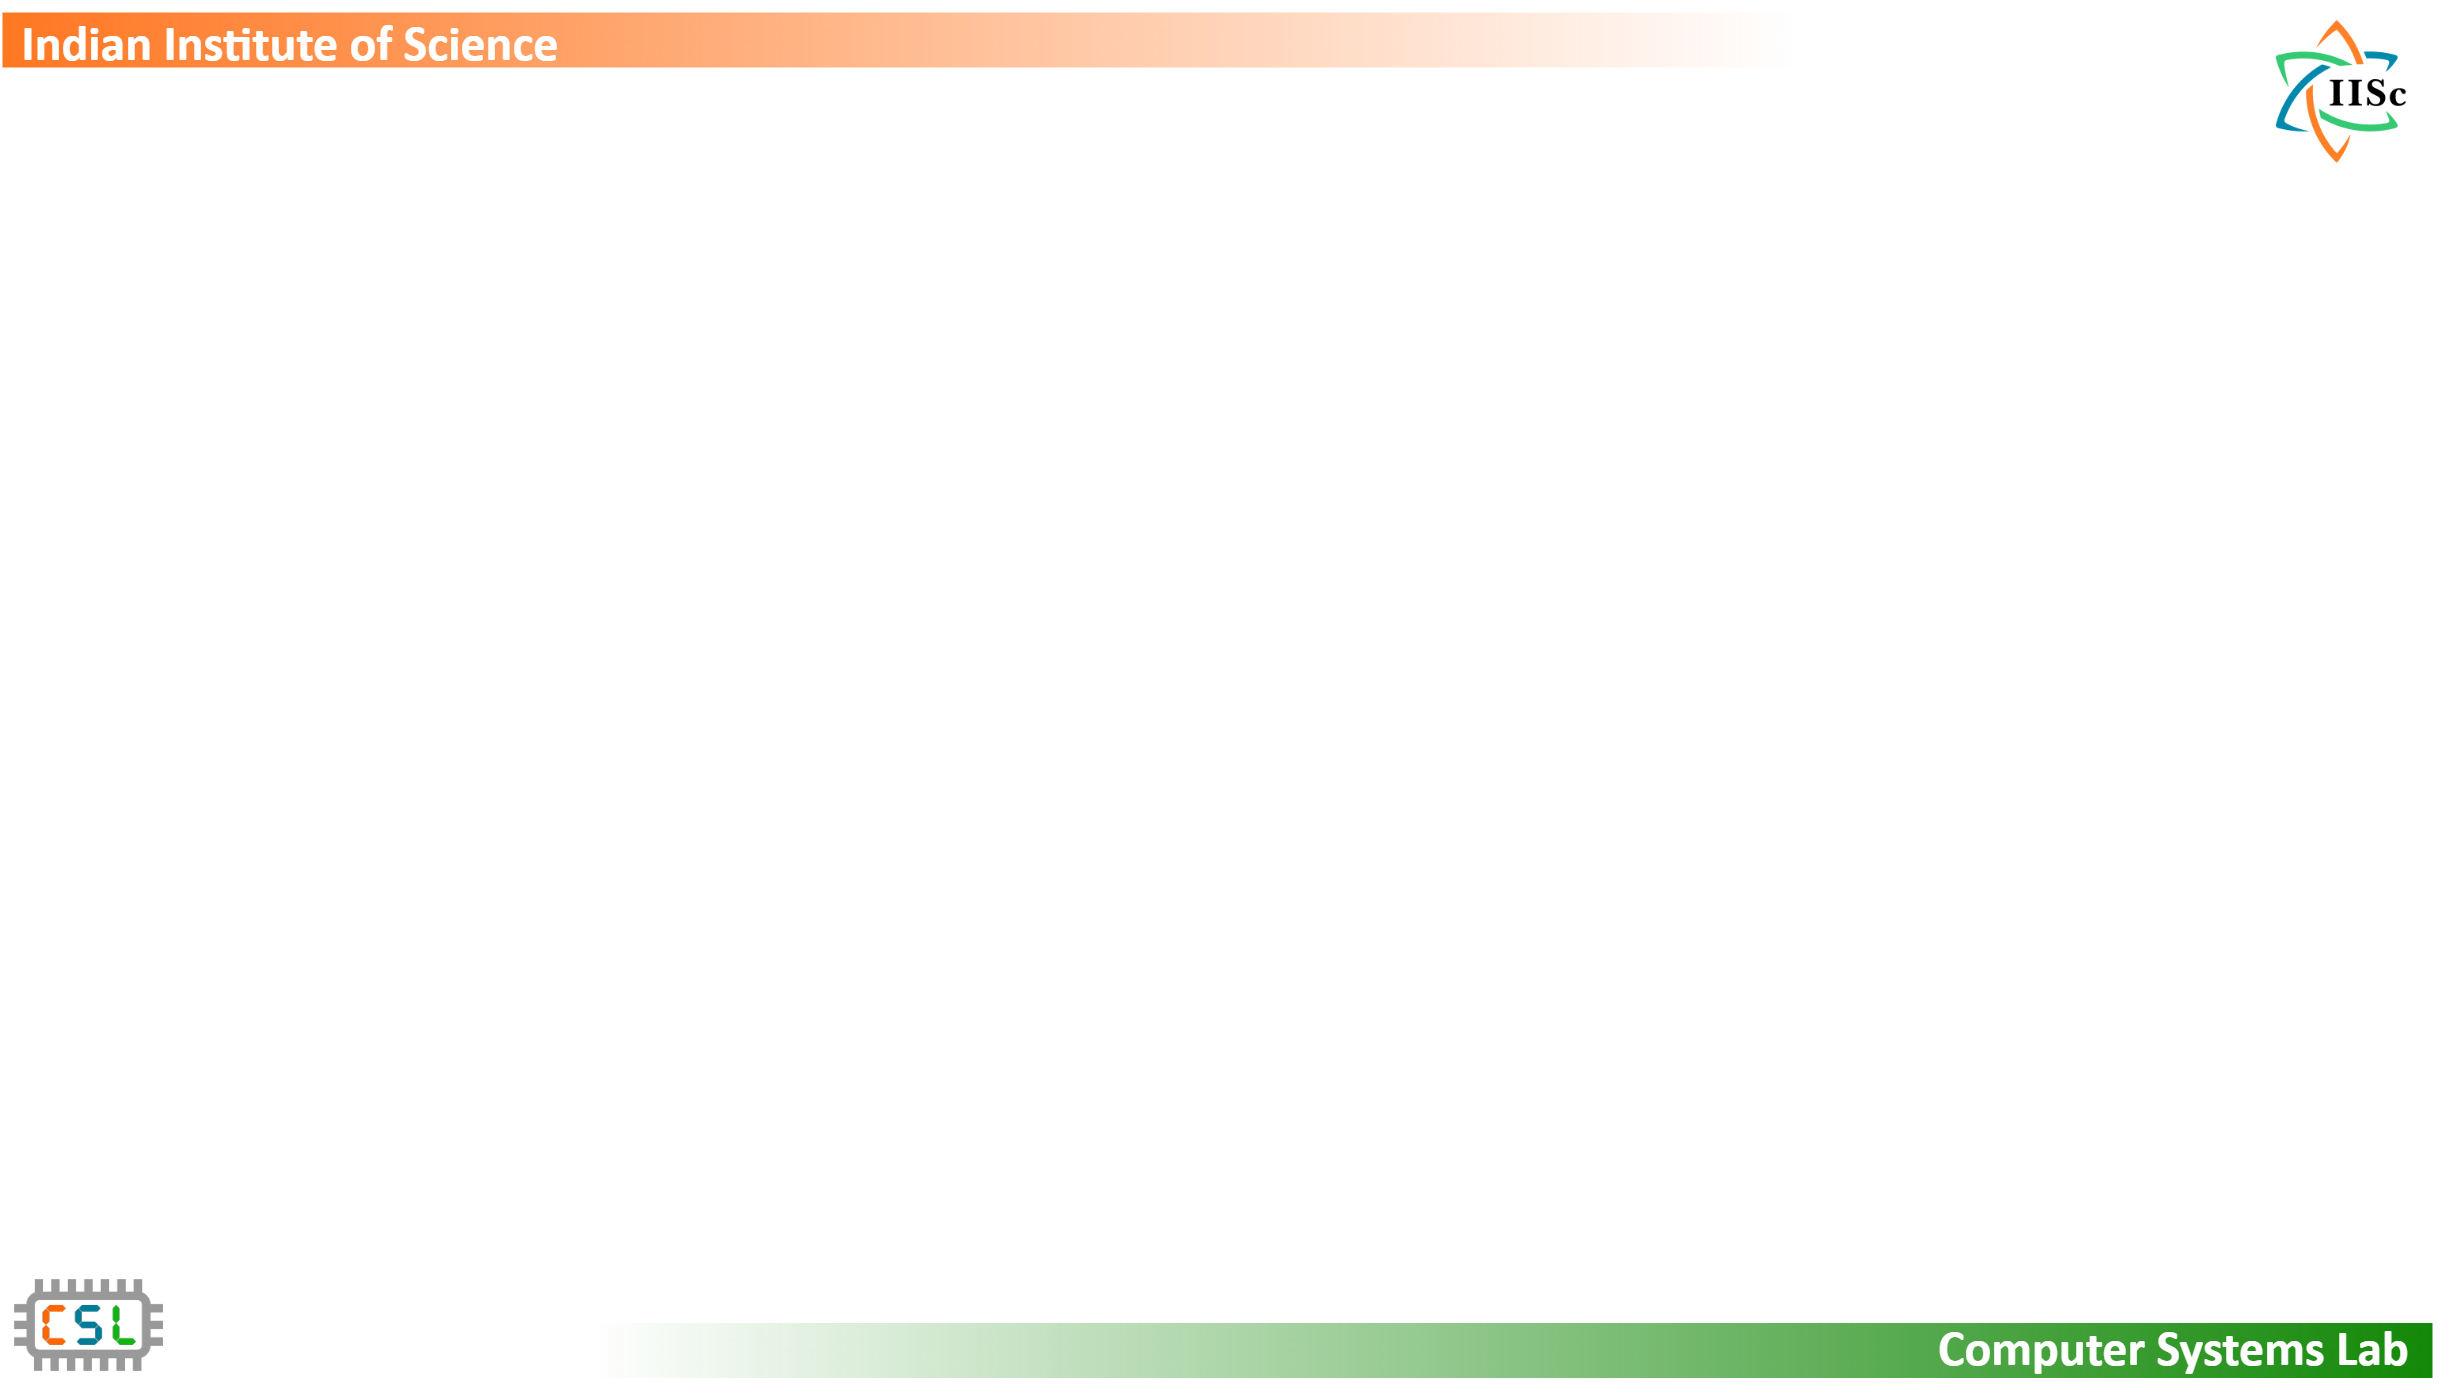 Indian Institute of Science
IISc
CSL
Computer Systems Lab